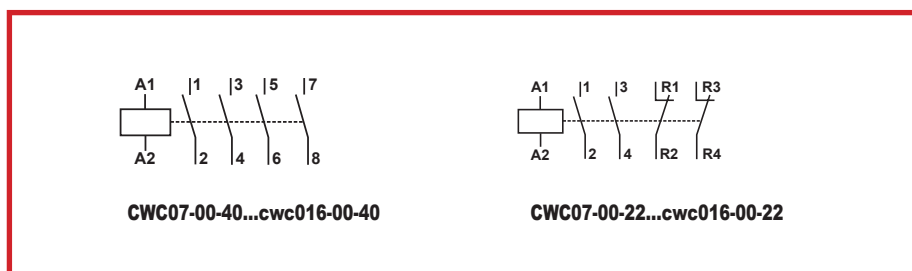 A1 1 3 5 7
A2 2 4 6 8
CWC07-00-40...cwc016-00-40
A1 1 3 R1 R3
A2 2 4 R2 R4
CWC07-00-22...cwc016-00-22